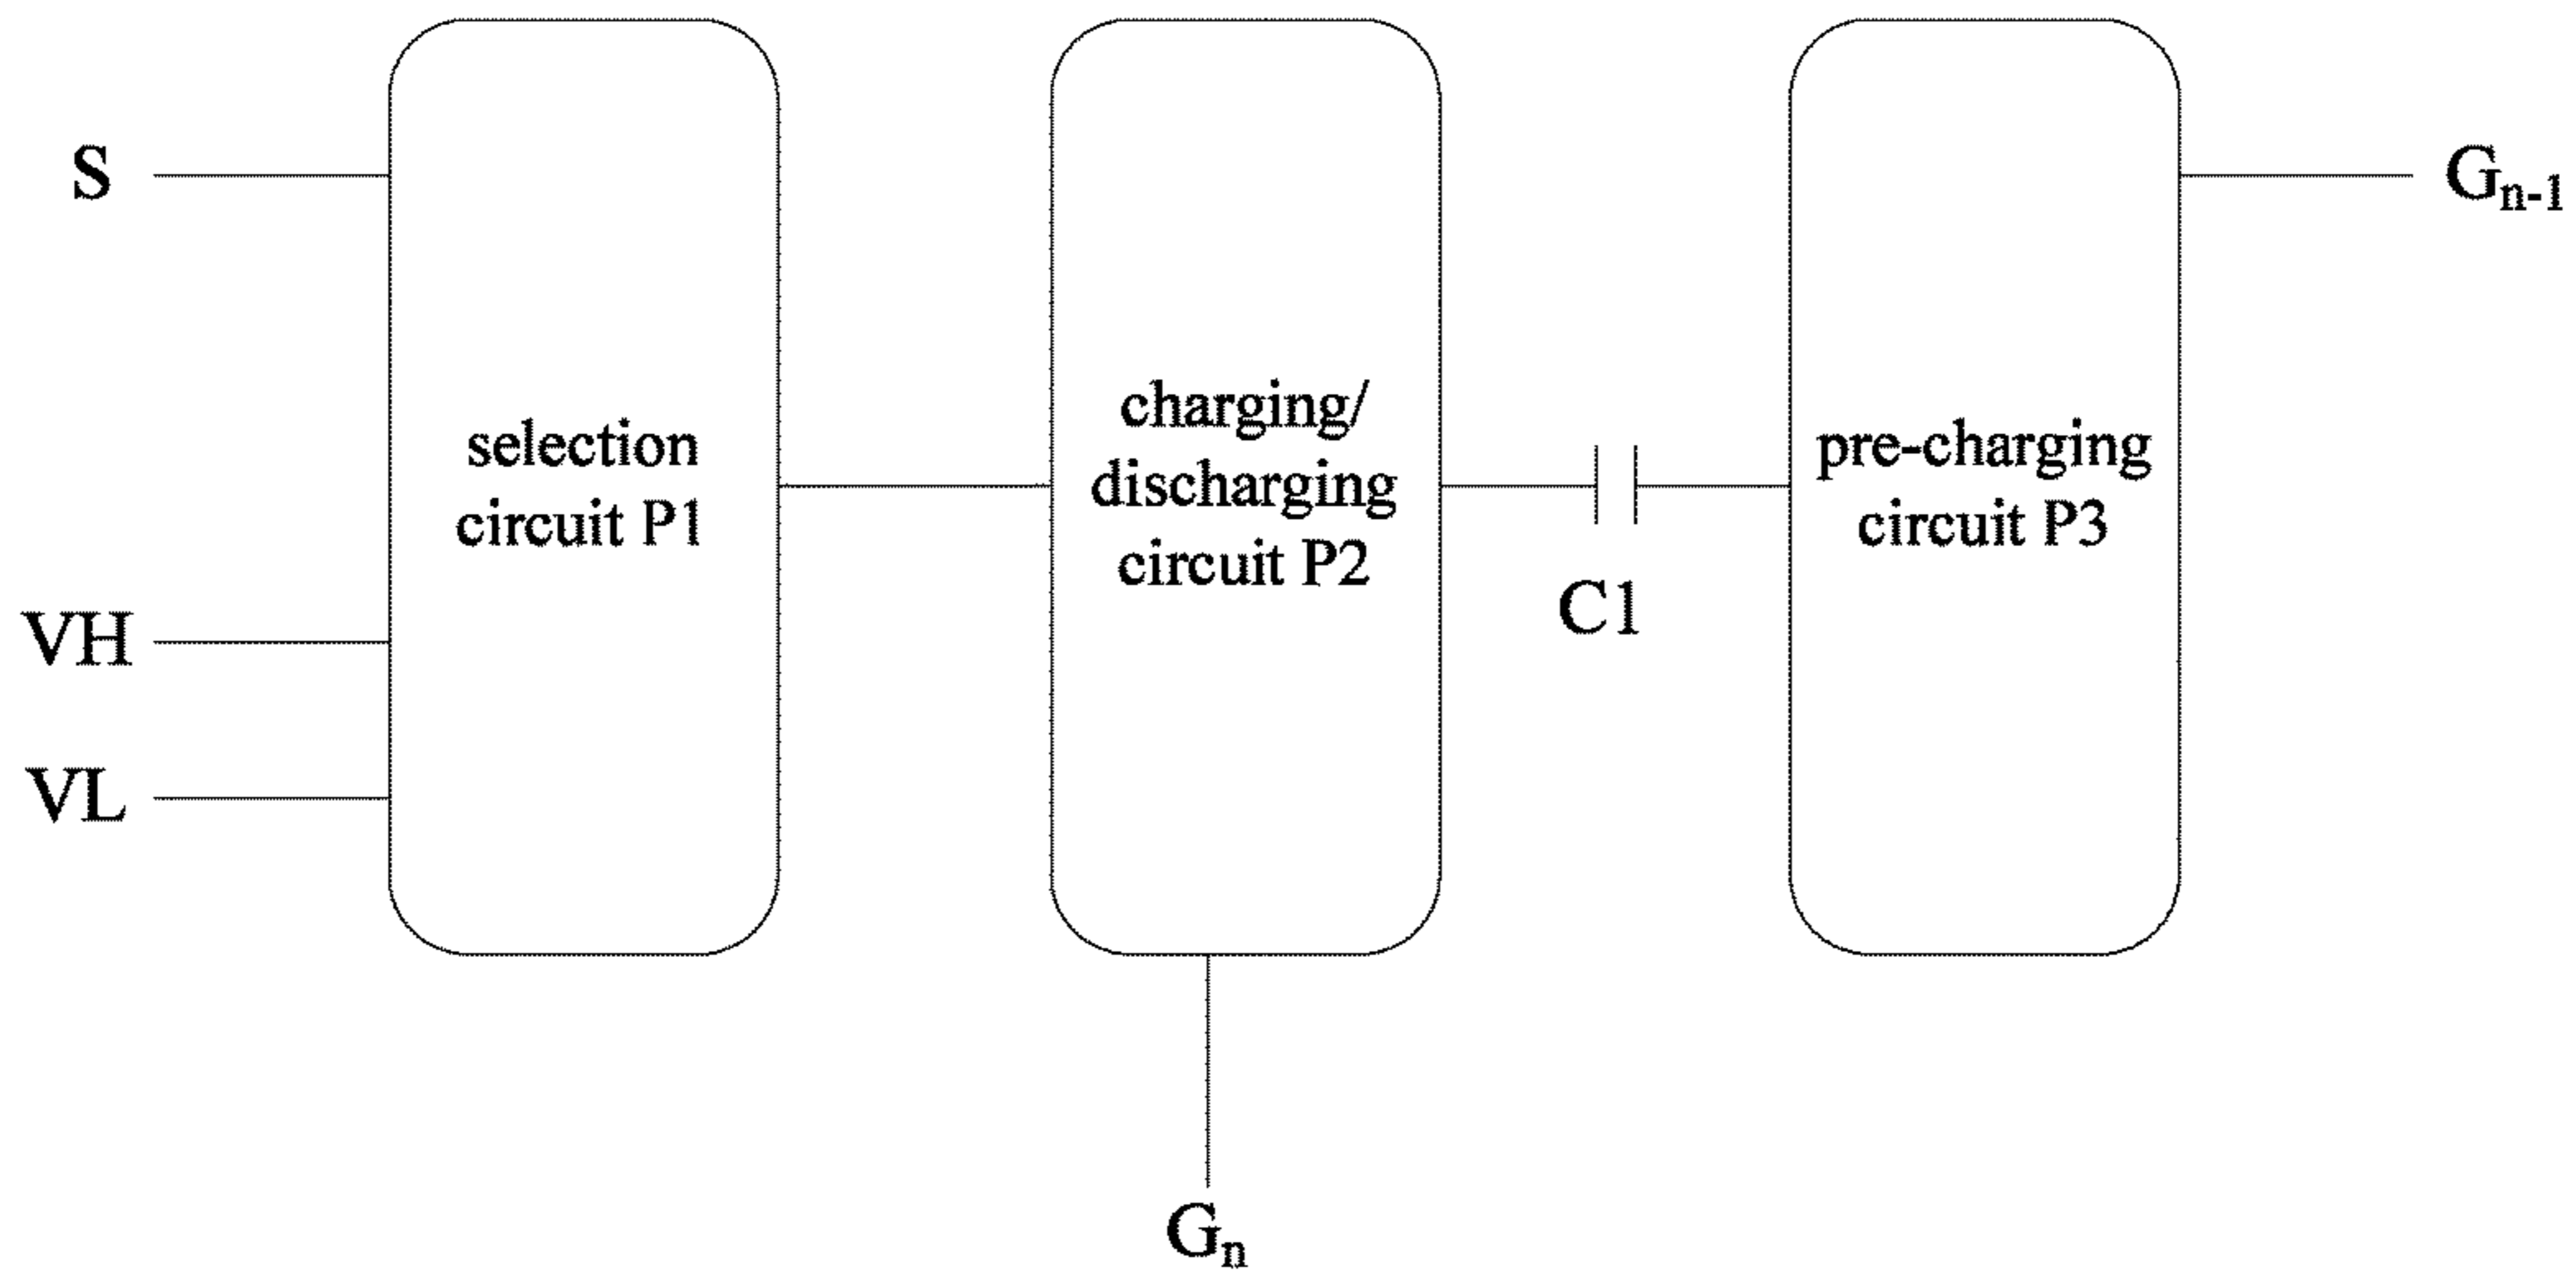 S
VH
VL
selection
circuit P1
charging/
discharging
circuit P2
C1
pre-charging
circuit P3
Gn-1
Gn